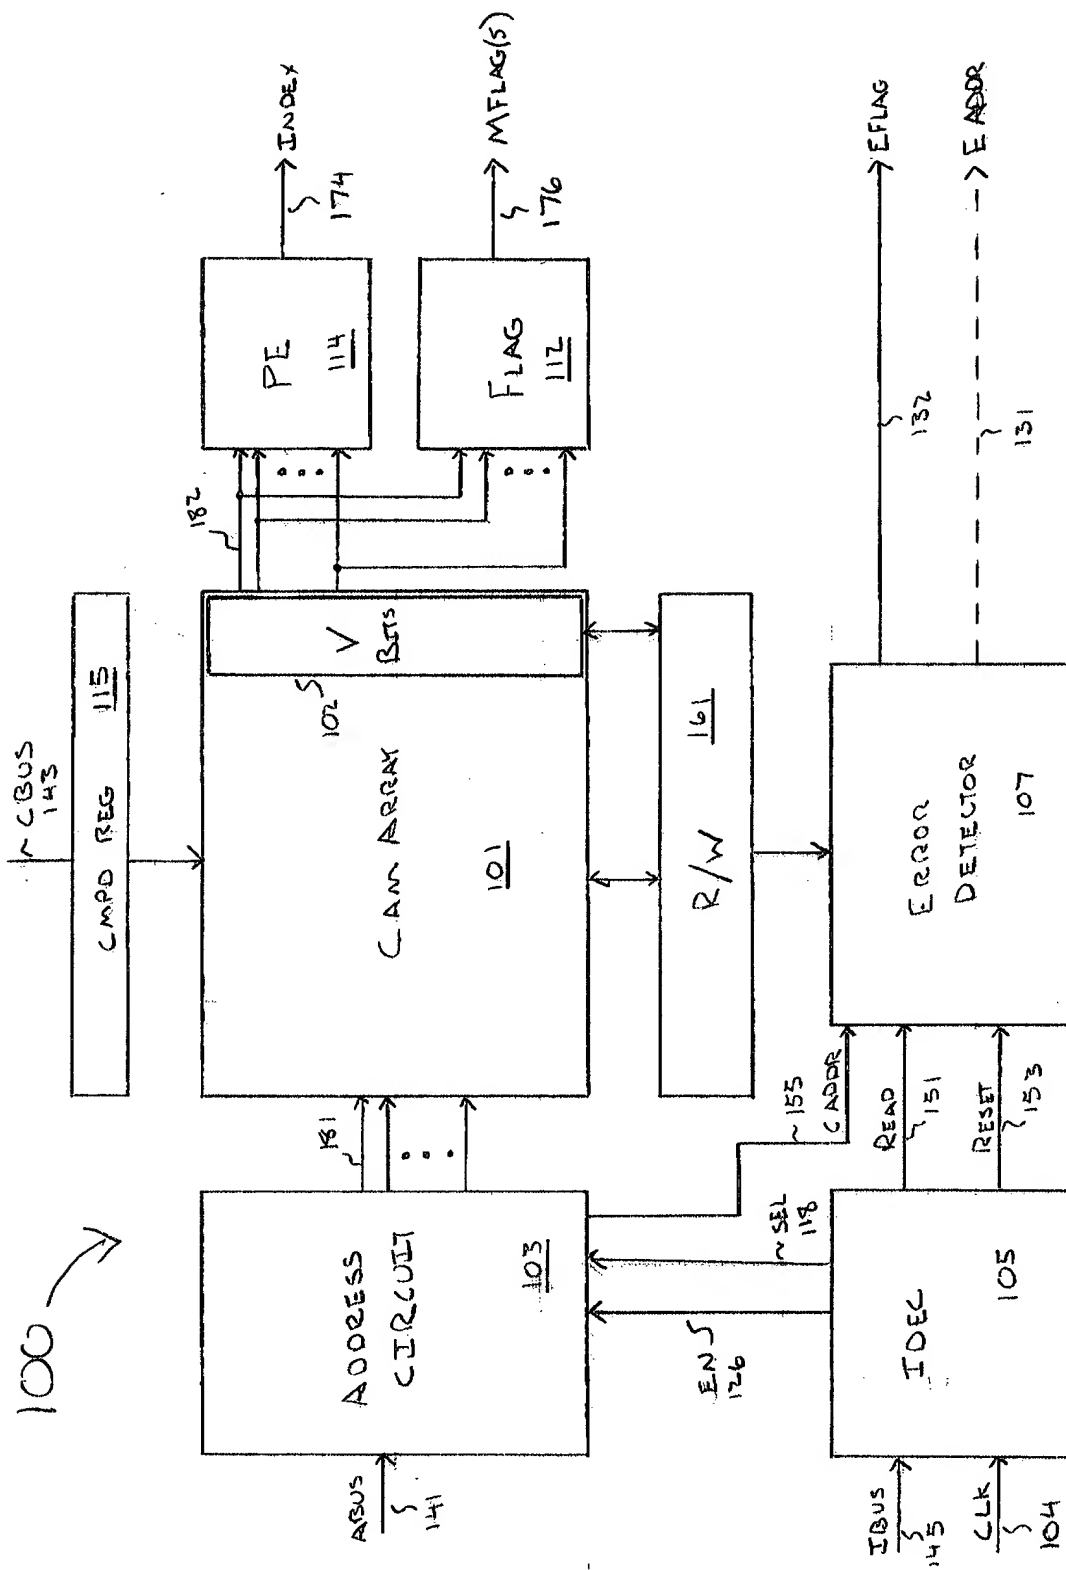 100
~ CBUS
143
CMPD REG 115
ABUS
141
ADDRESS
CIRCUIT
103
181
CAM ARRAY
101
V
BITS
102
182
PE
114
INDEX
174
FLAG
112
MFLAG(S)
176
R/W 161
EN
126
~SEL
118
~155
CADDR
IBUS
145
CLK
104
IDEC
105
READ
151
RESET
153
ERROR
DETECTOR
107
EFLAG
132
EADDR
131